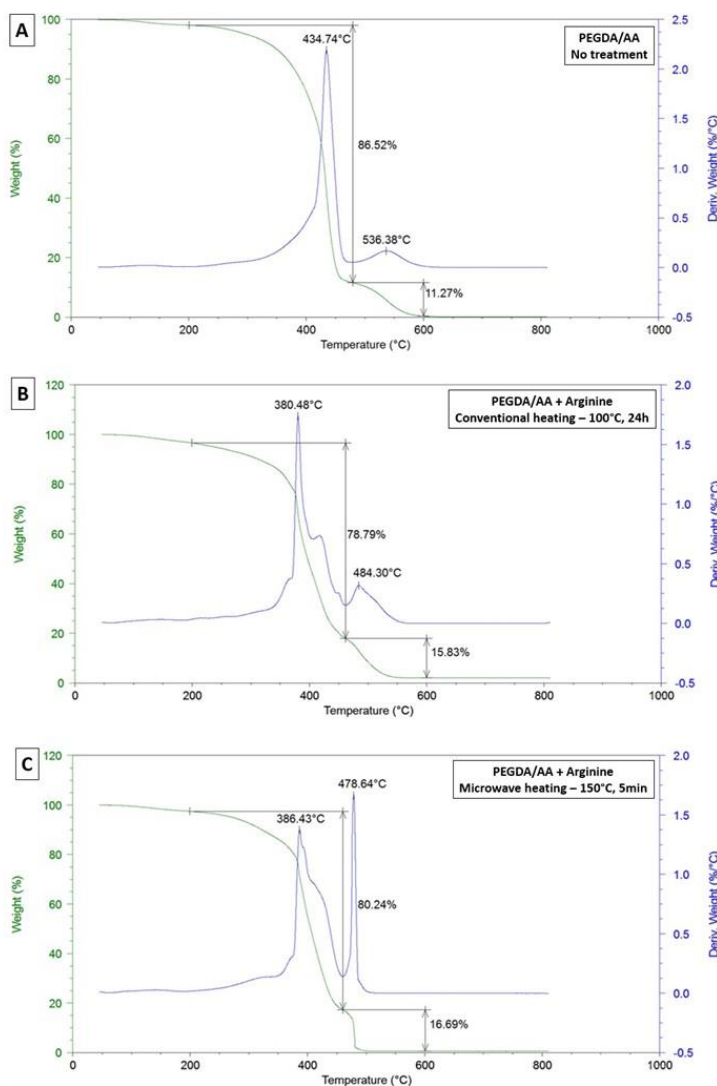 A
PEGDA/AA
No treatment
434.74°C
86.52%
536.38°C
11.27%
Weight (%)
100
80
60
40
20
0
Deriv. Weight (%/°C)
2.5
2.0
1.5
1.0
0.5
0.0
-0.5
0 200 400 600 800 1000
Temperature (°C)
B
PEGDA/AA + Arginine
Conventional heating – 100°C, 24h
380.48°C
78.79%
484.30°C
15.83%
Weight (%)
120
100
80
60
40
20
0
Deriv. Weight (%/°C)
2.0
1.5
1.0
0.5
0.0
-0.5
0 200 400 600 800 1000
Temperature (°C)
C
PEGDA/AA + Arginine
Microwave heating – 150°C, 5min
478.64°C
386.43°C
80.24%
16.69%
Weight (%)
120
100
80
60
40
20
0
Deriv. Weight (%/°C)
2.0
1.5
1.0
0.5
0.0
-0.5
0 200 400 600 800 1000
Temperature (°C)